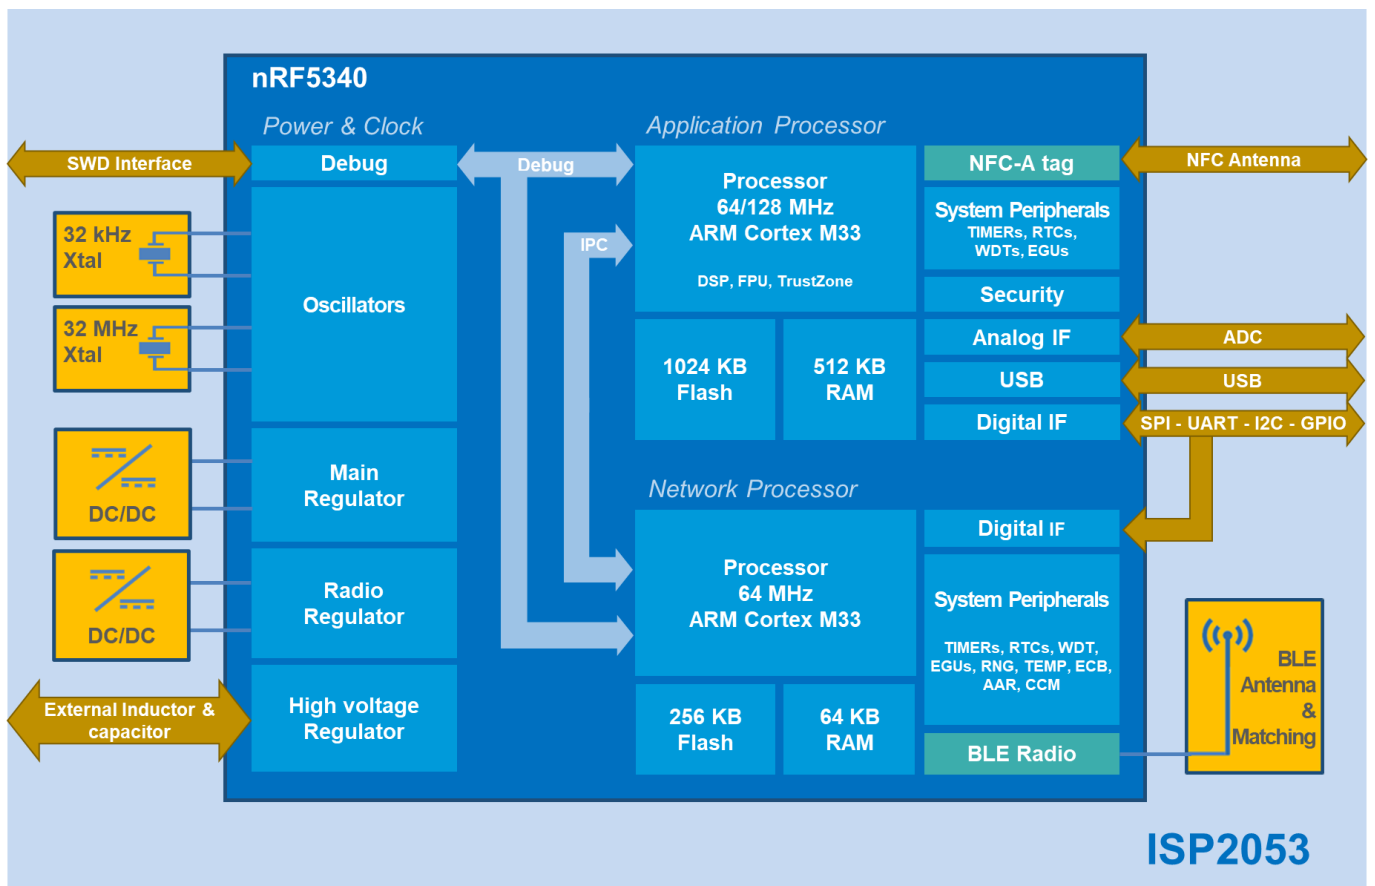 nRF5340
Power & Clock
Application Processor
SWD Interface
Debug
Debug
NFC-A tag
NFC Antenna
Processor
64/128 MHz
ARM Cortex M33
DSP, FPU, TrustZone
System Peripherals
TIMERs, RTCs,
WDTs, EGUs
32 kHz
Xtal
IPC
Oscillators
Security
32 MHz
Xtal
Analog IF
ADC
1024 KB
Flash
512 KB
RAM
USB
USB
Digital IF
SPI - UART - I2C - GPIO
DC/DC
Main
Regulator
Network Processor
Processor
64 MHz
ARM Cortex M33
Digital IF
System Peripherals
TIMERs, RTCs, WDT,
EGUs, RNG, TEMP, ECB,
AAR, CCM
DC/DC
Radio
Regulator
BLE
Antenna
&
Matching
External Inductor &
capacitor
High voltage
Regulator
256 KB
Flash
64 KB
RAM
BLE Radio
ISP2053